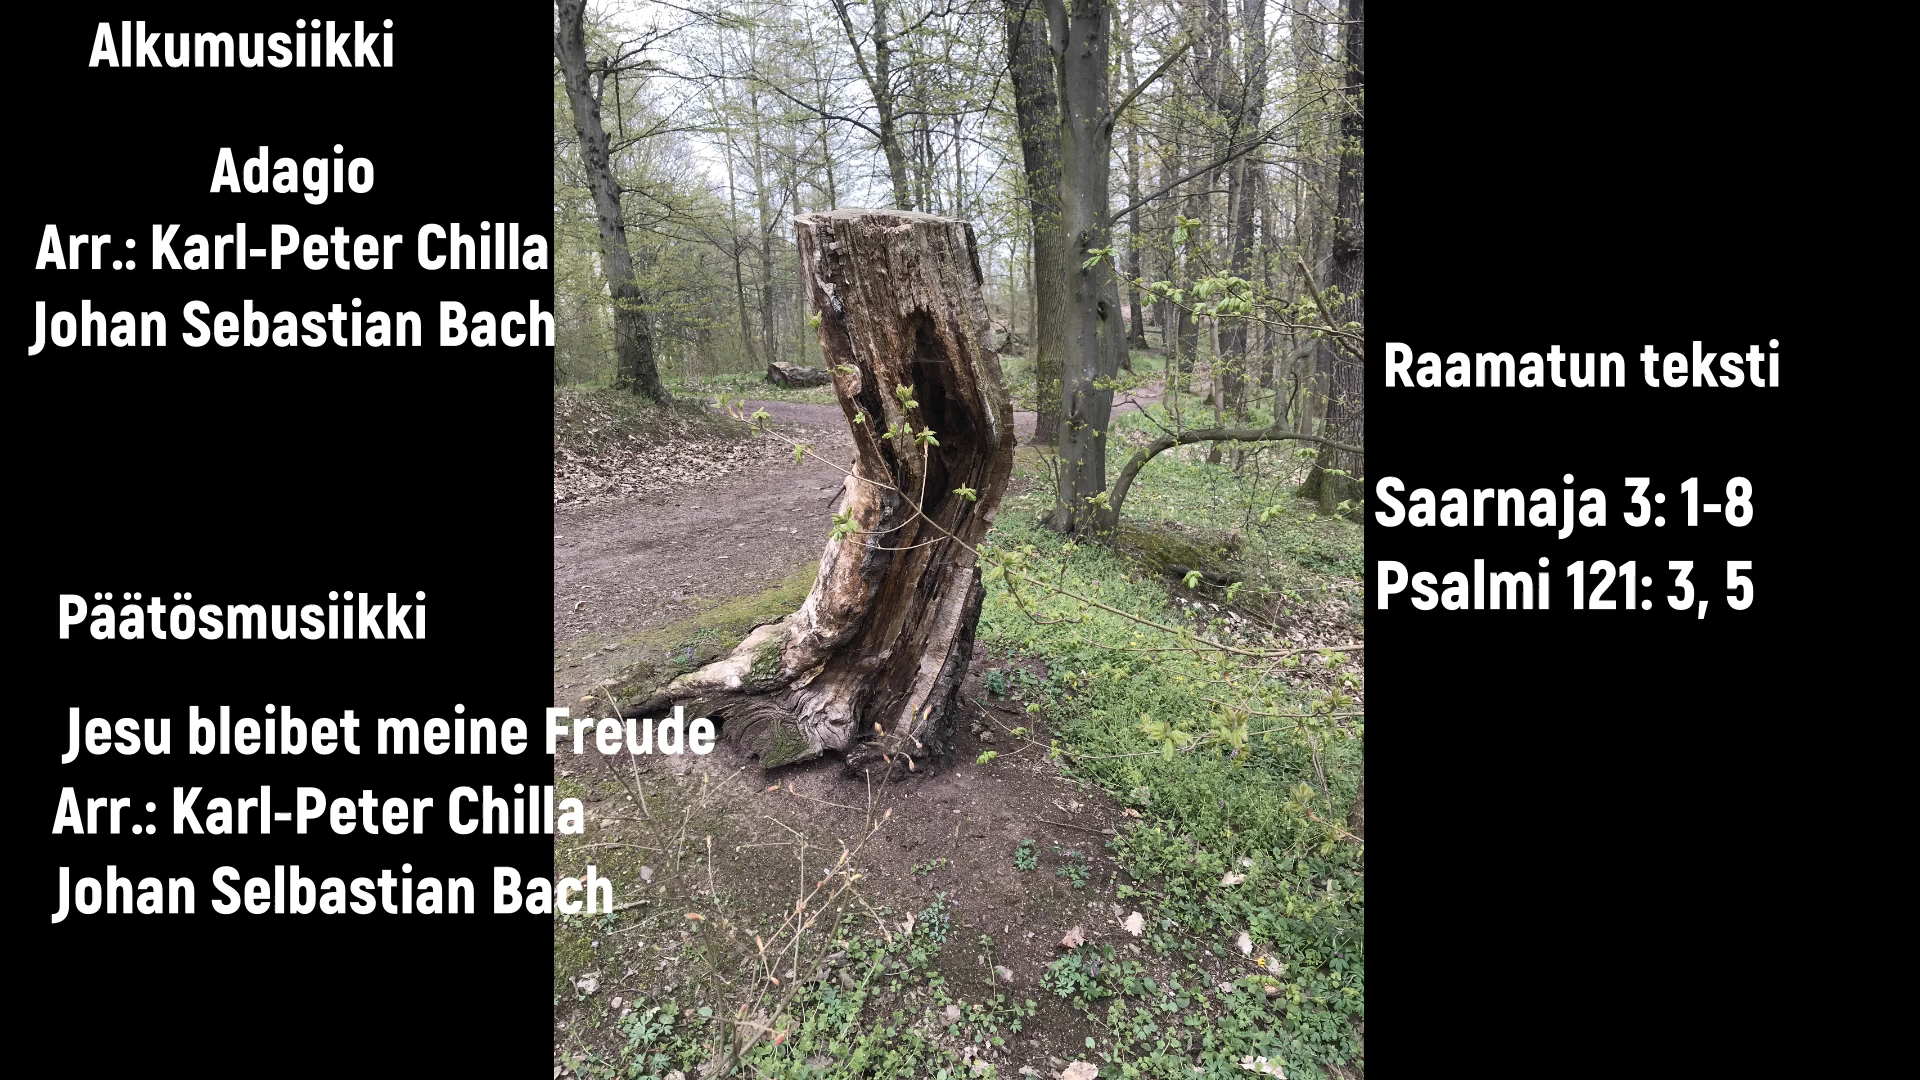 Alkumusiikki
Adagio
Arr.: Karl-Peter Chilla
Johan Sebastian Bach
Päätösmusiikki
Jesu bleibet meine Freude
Arr.: Karl-Peter Chilla
Johan Selbastian Bach
Raamatun teksti
Saarnaja 3: 1-8
Psalmi 121: 3, 5